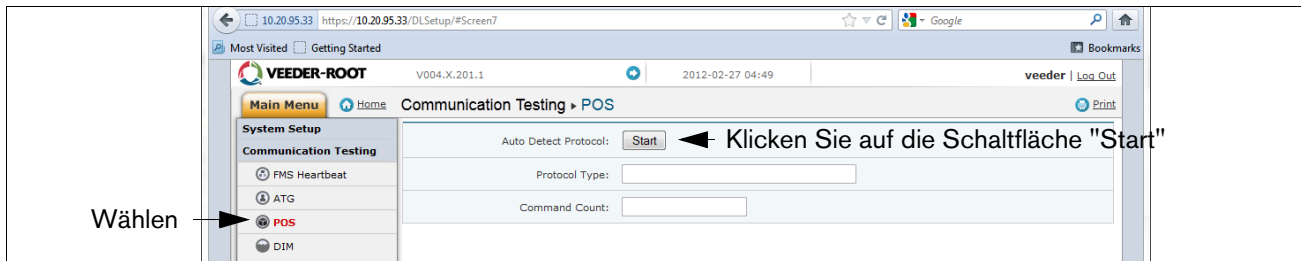 10.20.95.33 https://10.20.95.33/DLSetup/#Screen7 Google
Most Visited Getting Started Bookmarks
VEEDER-ROOT V004.X.201.1 2012-02-27 04:49 veeder | Log Out
Main Menu Home Communication Testing ▸ POS Print
System Setup
Auto Detect Protocol: Start Klicken Sie auf die Schaltfläche "Start"
Communication Testing
FMS Heartbeat
Protocol Type:
ATG
Command Count:
Wählen POS
DIM